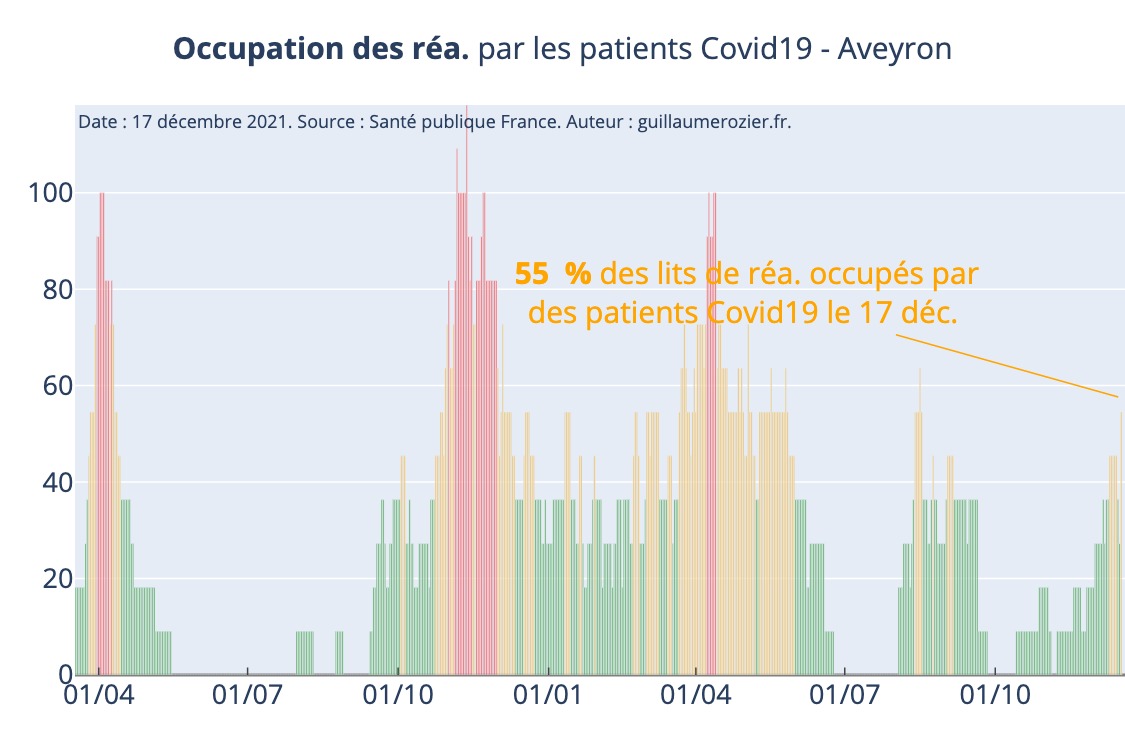 Occupation des réa. par les patients Covid19 - Aveyron
Date : 17 décembre 2021. Source : Santé publique France. Auteur : guillaumerozier.fr.
100
80
60
40
20
0
55 % des lits de réa. occupés par
des patients Covid19 le 17 déc.
01/04 01/07 01/10 01/01 01/04 01/07 01/10